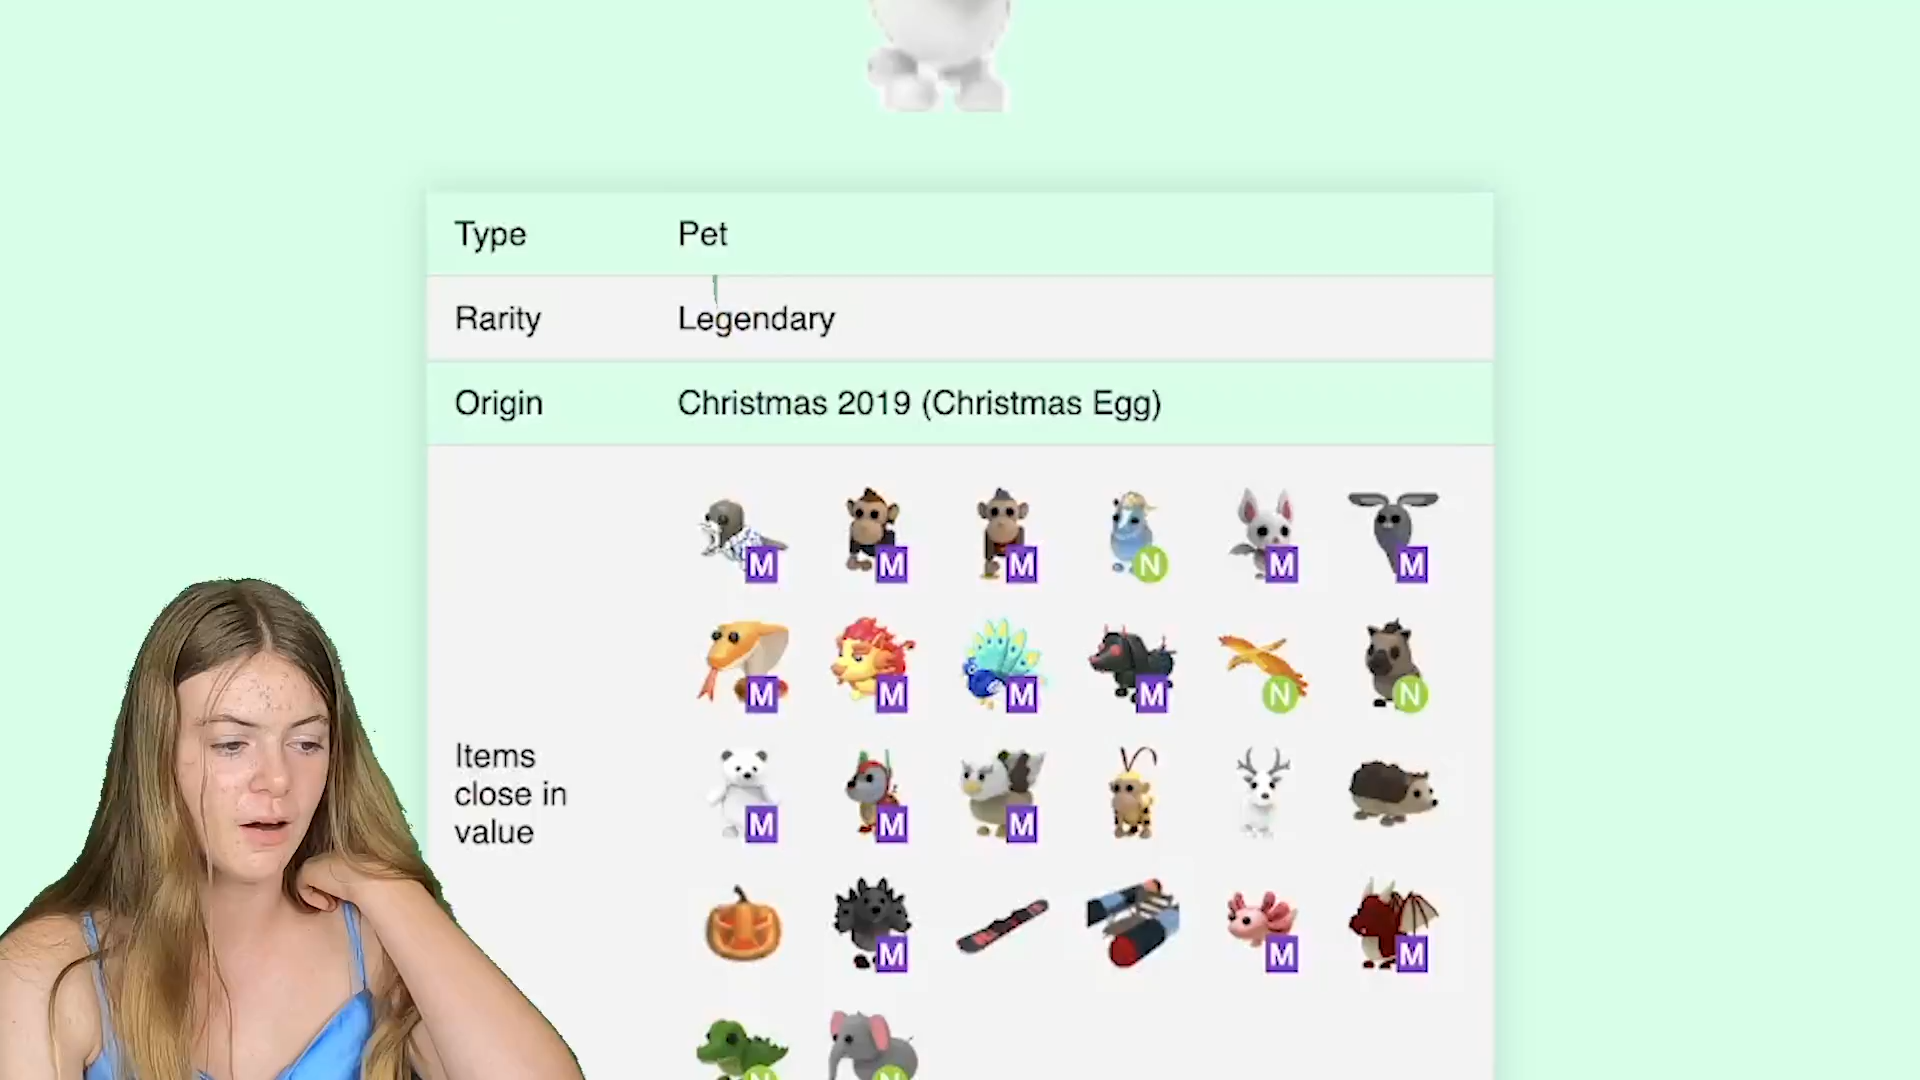 Type Pet
Rarity Legendary
Origin Christmas 2019 (Christmas Egg)
M M M N M M
M M M M N N
Items
close in
value
M M M
M M M
N N